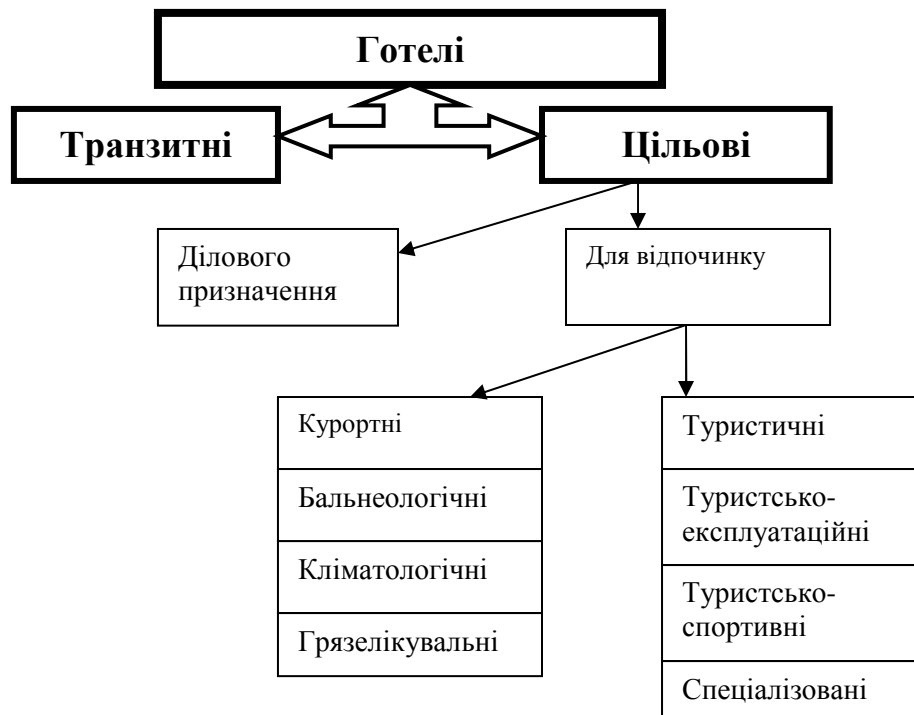 Готелі
Транзитні
Цільові
Ділового
призначення
Для відпочинку
Курортні
Бальнеологічні
Кліматологічні
Грязелікувальні
Туристичні
Туристсько-
експлуатаційні
Туристсько-
спортивні
Спеціалізовані